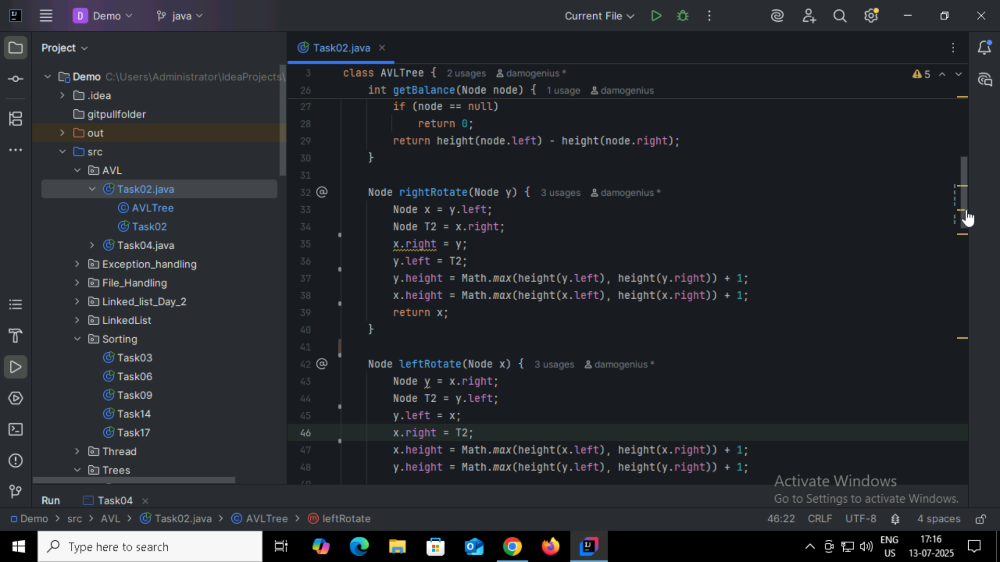 Demo
java
Current File
Project
Task02.java
Demo C:\Users\Administrator\IdeaProjects\
.idea
gitpullfolder
out
src
AVL
Task02.java
AVLTree
Task02
Task04.java
Exception_handling
File_Handling
Linked_list_Day_2
LinkedList
Sorting
Task03
Task06
Task09
Task14
Task17
Thread
Trees
3 class AVLTree { 2 usages damogenius *
5
26 int getBalance(Node node) { 1 usage damogenius
27 if (node == null)
28 return 0;
29 return height(node.left) - height(node.right);
30 }
31
32 @ Node rightRotate(Node y) { 3 usages damogenius *
33 Node x = y.left;
34 Node T2 = x.right;
35 x.right = y;
36 y.left = T2;
37 y.height = Math.max(height(y.left), height(y.right)) + 1;
38 x.height = Math.max(height(x.left), height(x.right)) + 1;
39 return x;
40 }
41
42 @ Node leftRotate(Node x) { 3 usages damogenius *
43 Node y = x.right;
44 Node T2 = y.left;
45 y.left = x;
46 x.right = T2;
47 x.height = Math.max(height(x.left), height(x.right)) + 1;
48 y.height = Math.max(height(y.left), height(y.right)) + 1;
Activate Windows
Go to Settings to activate Windows.
Run Task04
Demo > src > AVL > Task02.java > AVLTree > leftRotate
46:22 CRLF UTF-8 4 spaces
Type here to search
ENG
US
17:16
13-07-2025